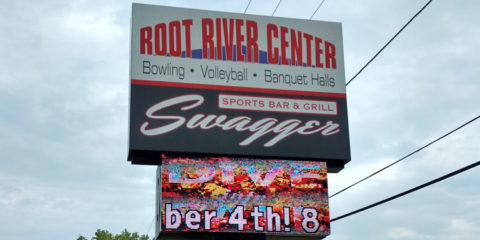 ROOT RIVER CENTER
Bowling • Volleyball • Banquet Halls
SPORTS BAR & GRILL
Swagger
ber 4th! 8